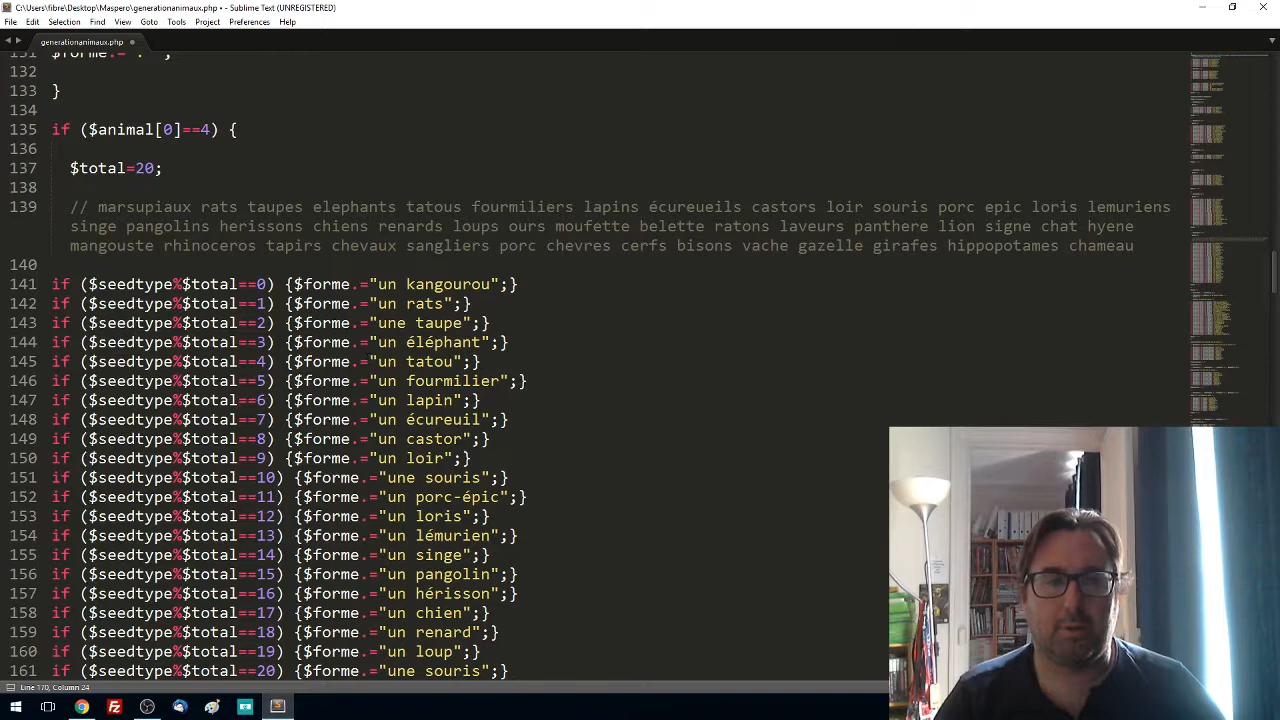 C:\Users\fibre\Desktop\Maspero\generationanimaux.php • - Sublime Text (UNREGISTERED)
File Edit Selection Find View Goto Tools Project Preferences Help
generationanimaux.php
131 $forme.=
132
133 }
134
135 if ($animal[0]==4) {
136
137 $total=20;
138
139 // marsupiaux rats taupes elephants tatous fourmiliers lapins écureueils castors loir souris porc epic loris lemuriens
singe pangolins herissons chiens renards loups ours moufette belette ratons laveurs panthere lion signe chat hyene
mangouste rhinoceros tapirs chevaux sangliers porc chevres cerfs bisons vache gazelle girafes hippopotames chameau
140
141 if ($seedtype%$total==0) {$forme.="un kangourou";}
142 if ($seedtype%$total==1) {$forme.="un rats";}
143 if ($seedtype%$total==2) {$forme.="une taupe";}
144 if ($seedtype%$total==3) {$forme.="un éléphant";}
145 if ($seedtype%$total==4) {$forme.="un tatou";}
146 if ($seedtype%$total==5) {$forme.="un fourmilier";}
147 if ($seedtype%$total==6) {$forme.="un lapin";}
148 if ($seedtype%$total==7) {$forme.="un écureuil";}
149 if ($seedtype%$total==8) {$forme.="un castor";}
150 if ($seedtype%$total==9) {$forme.="un loir";}
151 if ($seedtype%$total==10) {$forme.="une souris";}
152 if ($seedtype%$total==11) {$forme.="un porc-épic";}
153 if ($seedtype%$total==12) {$forme.="un loris";}
154 if ($seedtype%$total==13) {$forme.="un lémurien";}
155 if ($seedtype%$total==14) {$forme.="un singe";}
156 if ($seedtype%$total==15) {$forme.="un pangolin";}
157 if ($seedtype%$total==16) {$forme.="un hérisson";}
158 if ($seedtype%$total==17) {$forme.="un chien";}
159 if ($seedtype%$total==18) {$forme.="un renard";}
160 if ($seedtype%$total==19) {$forme.="un loup";}
161 if ($seedtype%$total==20) {$forme.="une souris";}
Line 170, Column 24